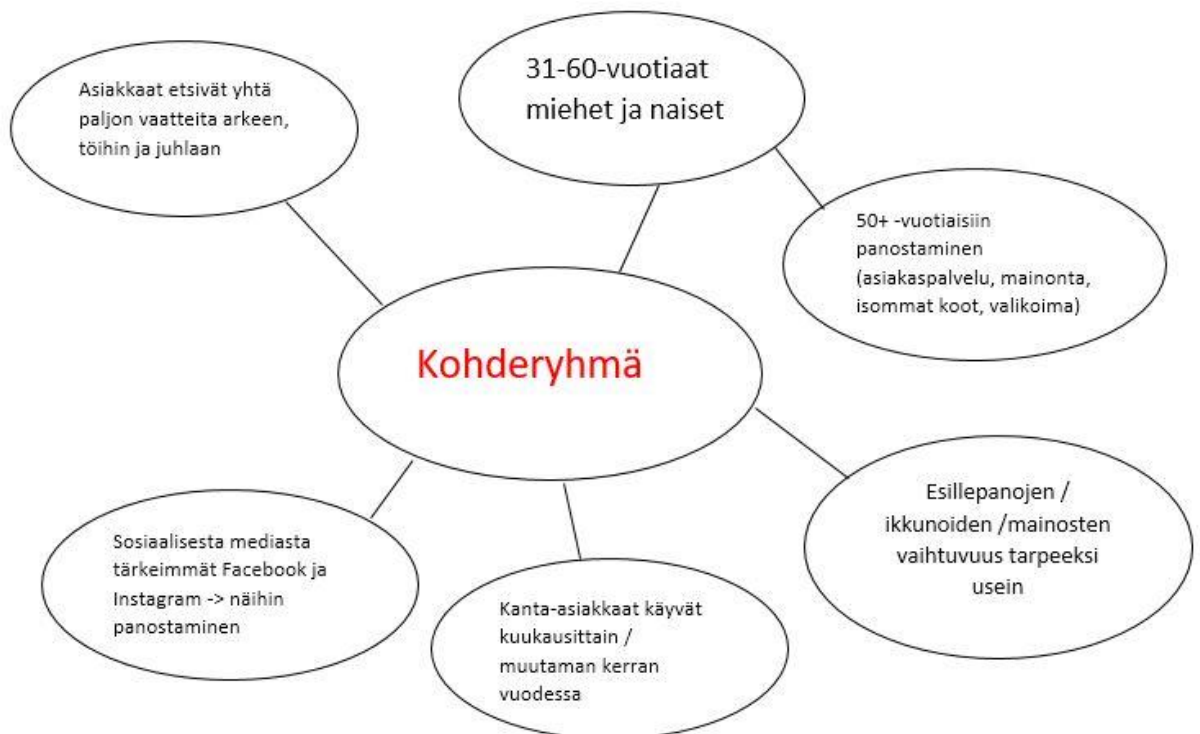 Asiakkaat etsivät yhtä
paljon vaatteita arkeen,
töihin ja juhlaan
31-60-vuotiaat
miehet ja naiset
50+ -vuotiaisiin
panostaminen
(asiakaspalvelu, mainonta,
isommat koot, valikoima)
Kohderyhmä
Esillepanojen /
ikkunoiden /mainosten
vaihtuvuus tarpeeksi
usein
Sosiaalisesta mediasta
tärkeimmät Facebook ja
Instagram -> näihin
panostaminen
Kanta-asiakkaat käyvät
kuukausittain /
muutaman kerran
vuodessa